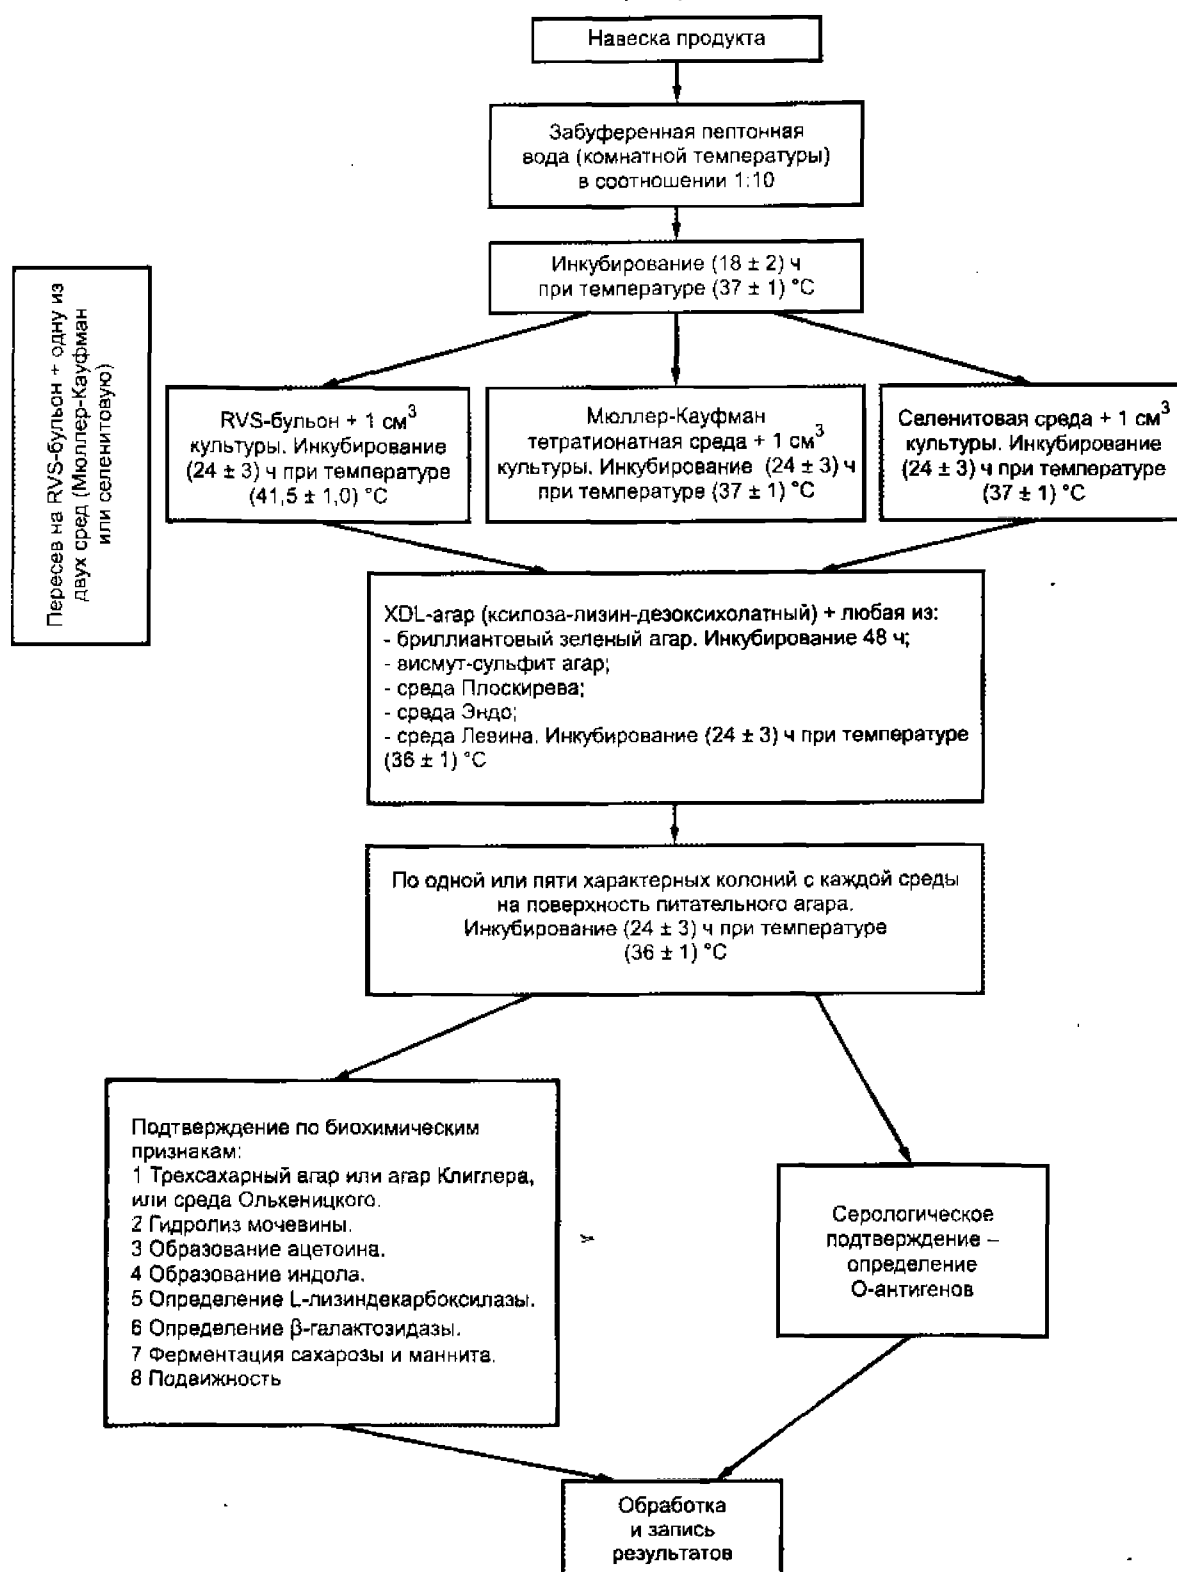 Навеска продукта
Забуференная пептонная
вода (комнатной температуры)
в соотношении 1:10
Инкубирование (18 ± 2) ч
при температуре (37 ± 1) °C
Пересев на RVS-бульон + одну из
двух сред (Мюллер-Кауфман
или селенитовую)
RVS-бульон + 1 см³
культуры. Инкубирование
(24 ± 3) ч при температуре
(41,5 ± 1,0) °C
Мюллер-Кауфман
тетратионатная среда + 1 см³
культуры. Инкубирование (24 ± 3) ч
при температуре (37 ± 1) °C
Селенитовая среда + 1 см³
культуры. Инкубирование
(24 ± 3) ч при температуре
(37 ± 1) °C
XDL-агар (ксилоза-лизин-дезоксихолатный) + любая из:
- бриллиантовый зеленый агар. Инкубирование 48 ч;
- висмут-сульфит агар;
- среда Плоскирева;
- среда Эндо;
- среда Левина. Инкубирование (24 ± 3) ч при температуре
(36 ± 1) °C
По одной или пяти характерных колоний с каждой среды
на поверхность питательного агара.
Инкубирование (24 ± 3) ч при температуре
(36 ± 1) °C
Подтверждение по биохимическим
признакам:
1 Трехсахарный агар или агар Клиглера,
или среда Олькеницкого.
2 Гидролиз мочевины.
3 Образование ацетоина.
4 Образование индола.
5 Определение L-лизиндекарбоксилазы.
6 Определение β-галактозидазы.
7 Ферментация сахарозы и маннита.
8 Подвижность
Серологическое
подтверждение –
определение
О-антигенов
Обработка
и запись
результатов